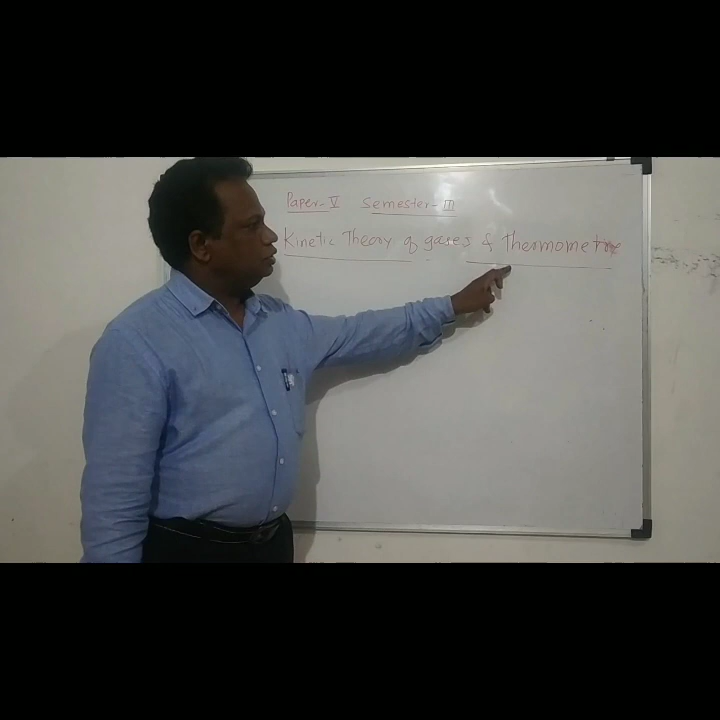 Paper-V Semester-III
Kinetic Theory of gases & Thermometry